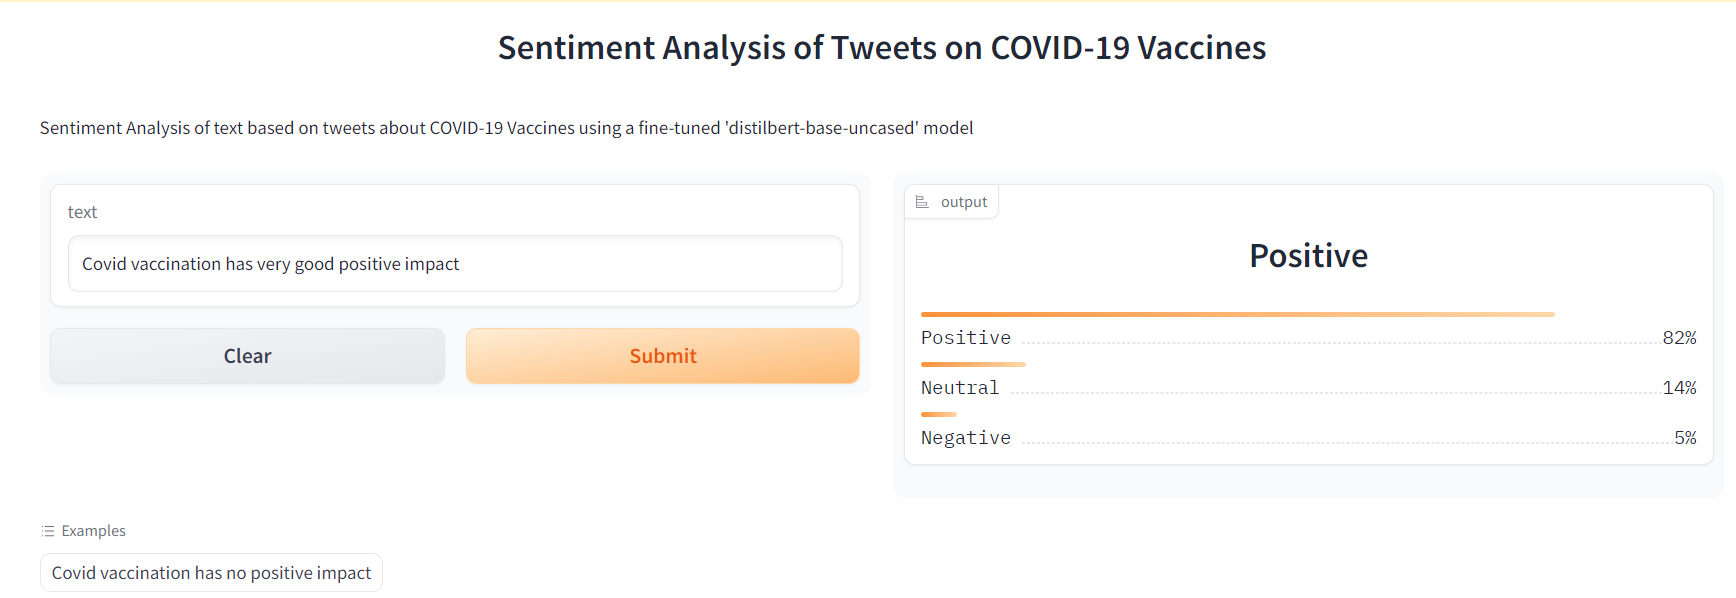 Sentiment Analysis of Tweets on COVID-19 Vaccines
Sentiment Analysis of text based on tweets about COVID-19 Vaccines using a fine-tuned 'distilbert-base-uncased' model
text
Covid vaccination has very good positive impact
Clear
Submit
output
Positive
Positive 82%
Neutral 14%
Negative 5%
Examples
Covid vaccination has no positive impact